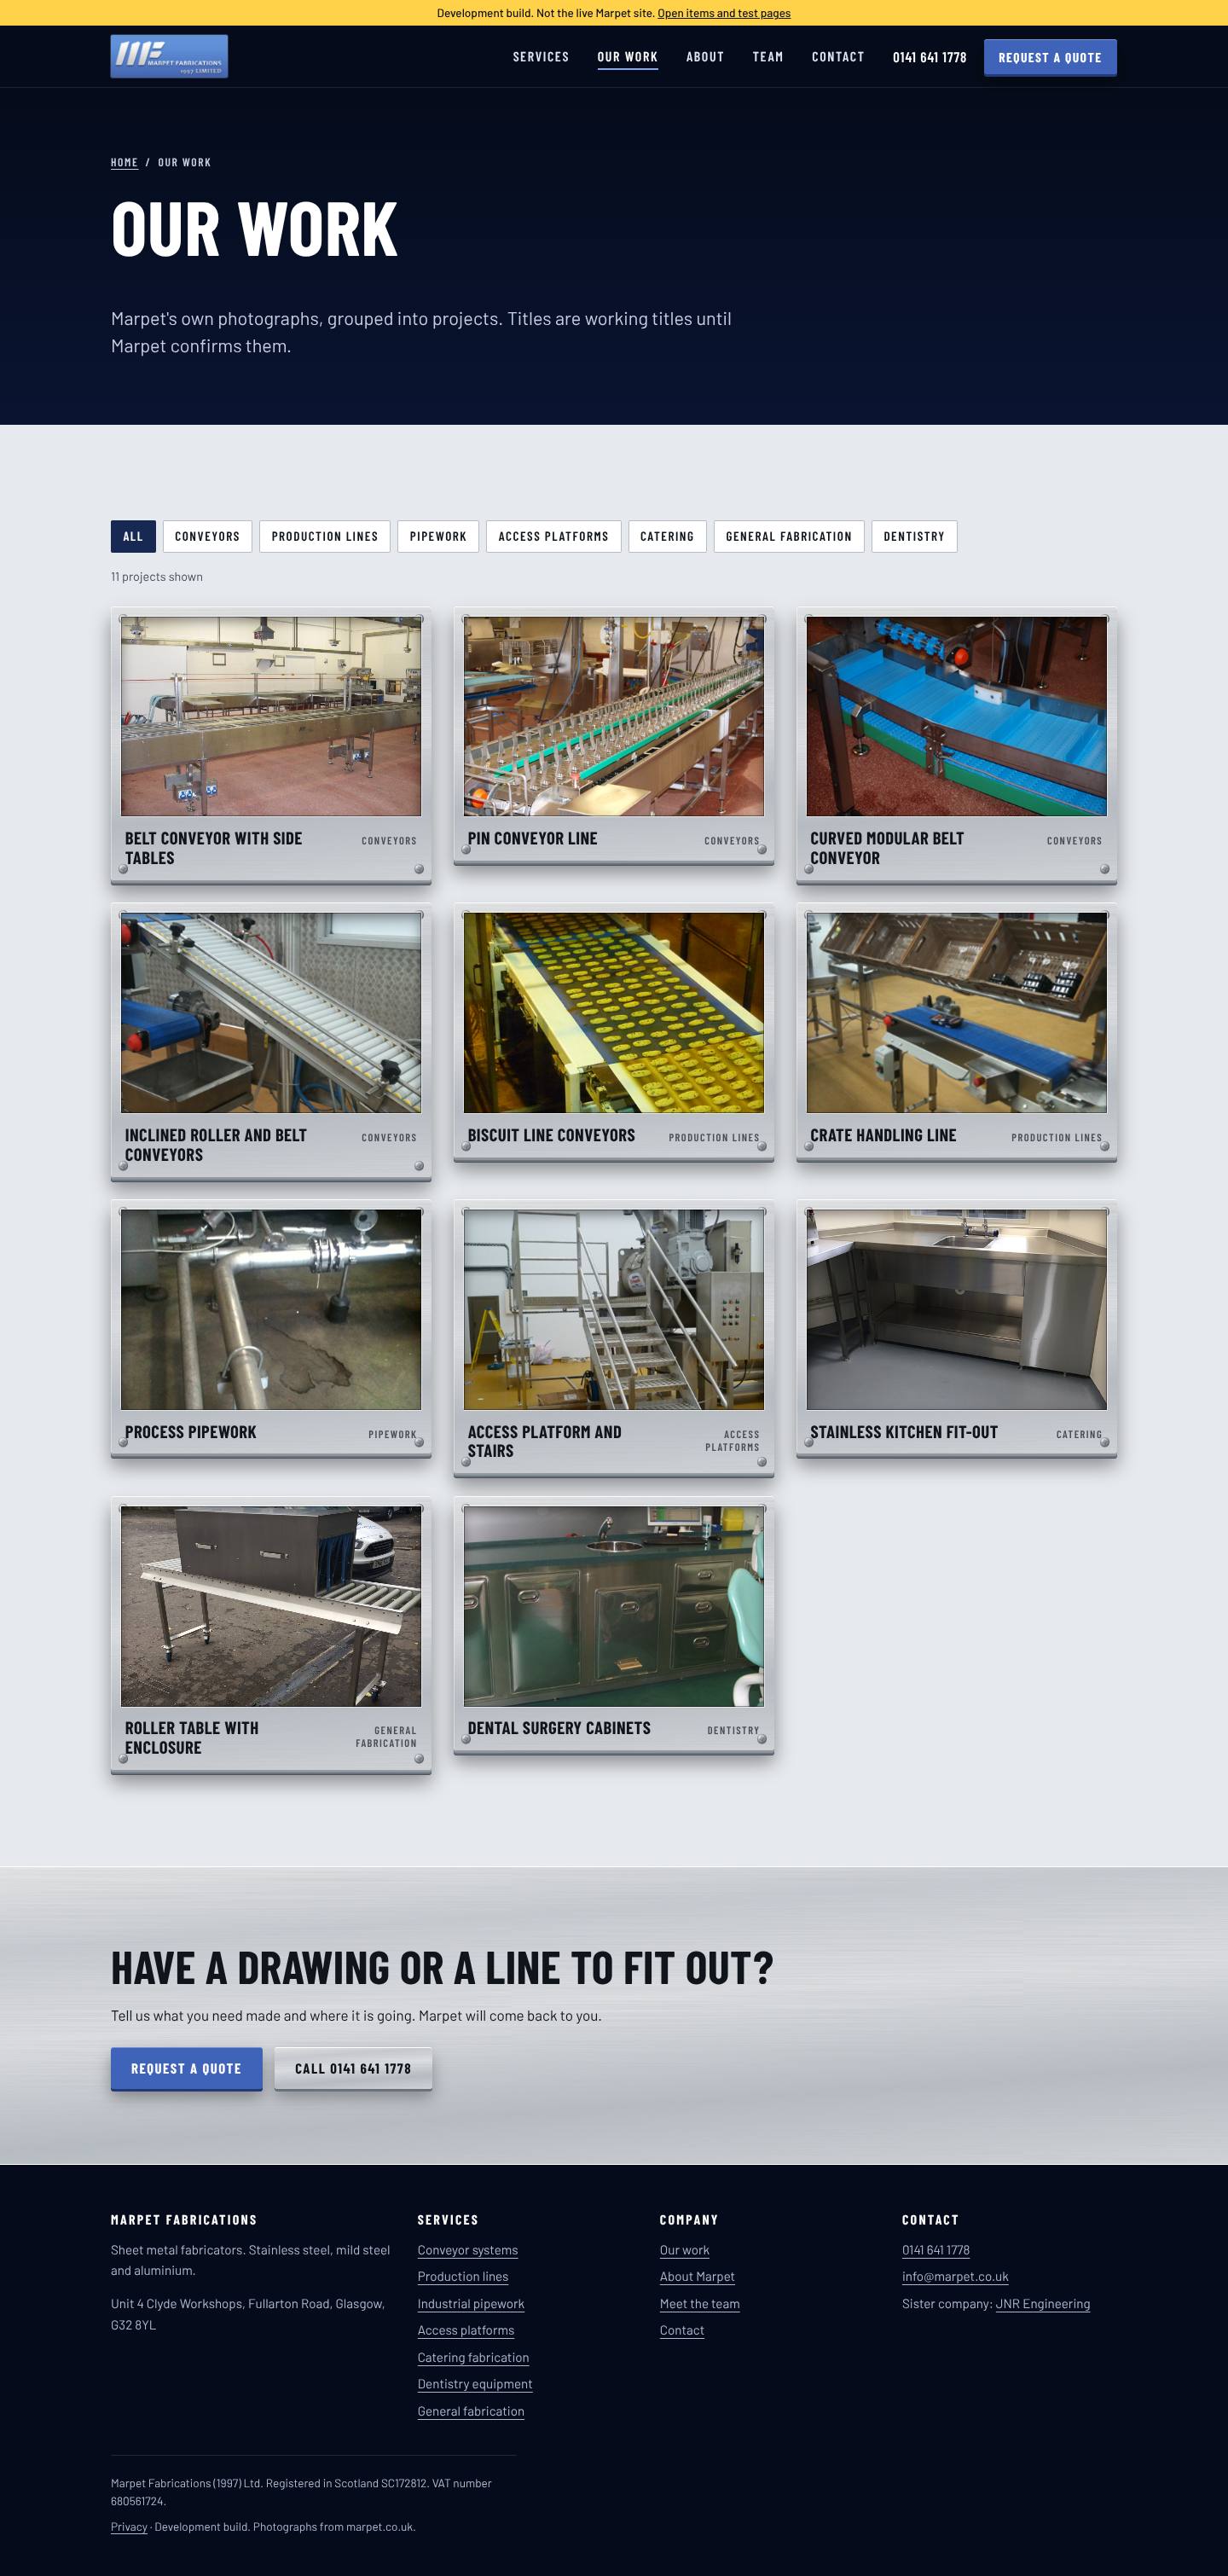 Development build. Not the live Marpet site. Open items and test pages
MF
MARPET FABRICATIONS
1997 LIMITED
SERVICES
OUR WORK
ABOUT
TEAM
CONTACT
0141 641 1778
REQUEST A QUOTE
HOME / OUR WORK
OUR WORK
Marpet's own photographs, grouped into projects. Titles are working titles until
Marpet confirms them.
ALL
CONVEYORS
PRODUCTION LINES
PIPEWORK
ACCESS PLATFORMS
CATERING
GENERAL FABRICATION
DENTISTRY
11 projects shown
BELT CONVEYOR WITH SIDE
TABLES
CONVEYORS
PIN CONVEYOR LINE
CONVEYORS
CURVED MODULAR BELT
CONVEYOR
CONVEYORS
INCLINED ROLLER AND BELT
CONVEYORS
CONVEYORS
BISCUIT LINE CONVEYORS
PRODUCTION LINES
CRATE HANDLING LINE
PRODUCTION LINES
PROCESS PIPEWORK
PIPEWORK
ACCESS PLATFORM AND
STAIRS
ACCESS
PLATFORMS
STAINLESS KITCHEN FIT-OUT
CATERING
ROLLER TABLE WITH
ENCLOSURE
GENERAL
FABRICATION
DENTAL SURGERY CABINETS
DENTISTRY
HAVE A DRAWING OR A LINE TO FIT OUT?
Tell us what you need made and where it is going. Marpet will come back to you.
REQUEST A QUOTE
CALL 0141 641 1778
MARPET FABRICATIONS
Sheet metal fabricators. Stainless steel, mild steel
and aluminium.
Unit 4 Clyde Workshops, Fullarton Road, Glasgow,
G32 8YL
SERVICES
Conveyor systems
Production lines
Industrial pipework
Access platforms
Catering fabrication
Dentistry equipment
General fabrication
COMPANY
Our work
About Marpet
Meet the team
Contact
CONTACT
0141 641 1778
info@marpet.co.uk
Sister company: JNR Engineering
Marpet Fabrications (1997) Ltd. Registered in Scotland SC172812. VAT number
680561724.
Privacy · Development build. Photographs from marpet.co.uk.